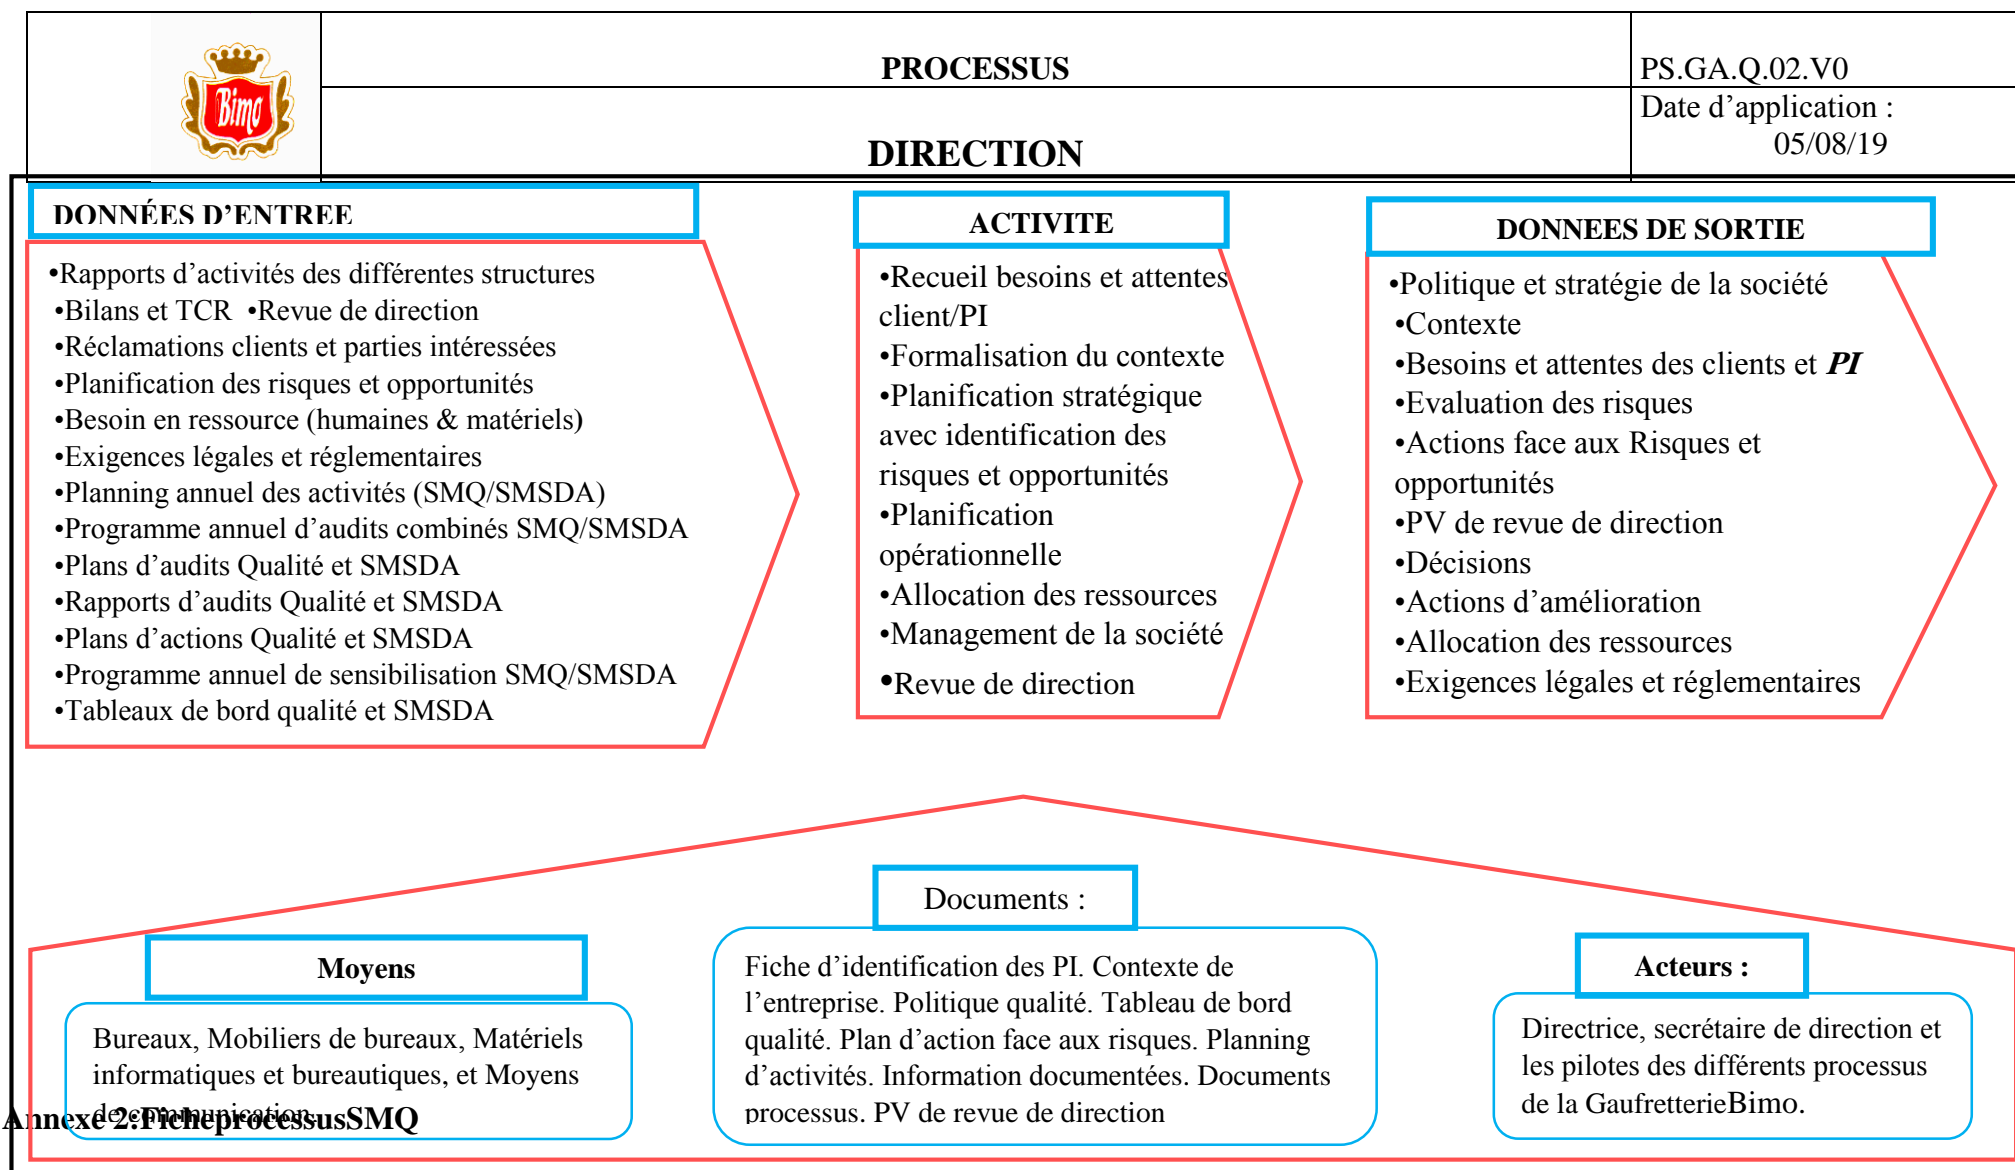 Bimo
PROCESSUS
DIRECTION
PS.GA.Q.02.V0
Date d’application :
05/08/19
DONNÉES D’ENTREE
•Rapports d’activités des différentes structures
•Bilans et TCR •Revue de direction
•Réclamations clients et parties intéressées
•Planification des risques et opportunités
•Besoin en ressource (humaines & matériels)
•Exigences légales et réglementaires
•Planning annuel des activités (SMQ/SMSDA)
•Programme annuel d’audits combinés SMQ/SMSDA
•Plans d’audits Qualité et SMSDA
•Rapports d’audits Qualité et SMSDA
•Plans d’actions Qualité et SMSDA
•Programme annuel de sensibilisation SMQ/SMSDA
•Tableaux de bord qualité et SMSDA
ACTIVITE
•Recueil besoins et attentes
client/PI
•Formalisation du contexte
•Planification stratégique
avec identification des
risques et opportunités
•Planification
opérationnelle
•Allocation des ressources
•Management de la société
•Revue de direction
DONNEES DE SORTIE
•Politique et stratégie de la société
•Contexte
•Besoins et attentes des clients et PI
•Evaluation des risques
•Actions face aux Risques et
opportunités
•PV de revue de direction
•Décisions
•Actions d’amélioration
•Allocation des ressources
•Exigences légales et réglementaires
Moyens
Bureaux, Mobiliers de bureaux, Matériels
informatiques et bureautiques, et Moyens
de communication.
Documents :
Fiche d’identification des PI. Contexte de
l’entreprise. Politique qualité. Tableau de bord
qualité. Plan d’action face aux risques. Planning
d’activités. Information documentées. Documents
processus. PV de revue de direction
Acteurs :
Directrice, secrétaire de direction et
les pilotes des différents processus
de la GaufretterieBimo.
Annexe 2:FicheprocessusSMQ